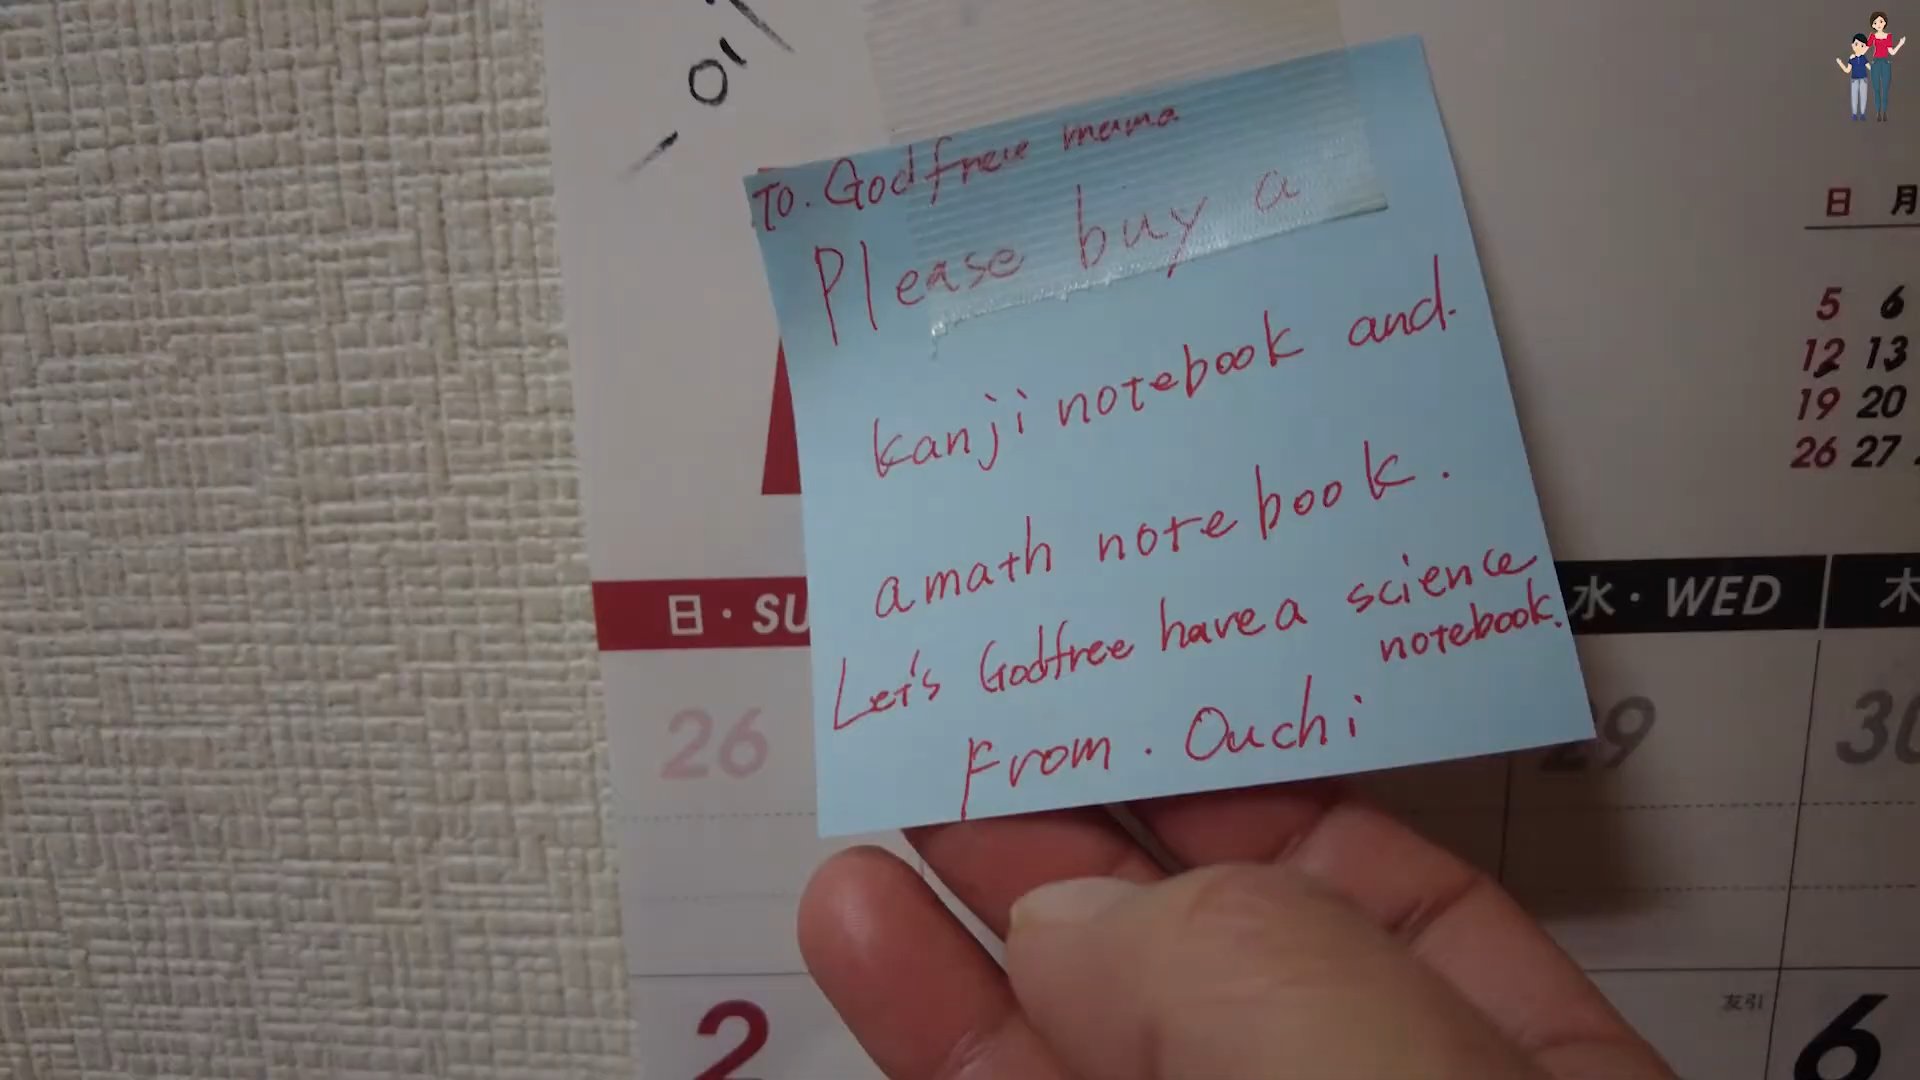 To. Godfree mama
Please buy a
kanji notebook and.
a math notebook.
Let's Godfree have a science
notebook.
From. Ouchi
日 月
5 6
12 13
19 20
26 27
日・SU
水・WED
木
26
29
30
2
友引
6